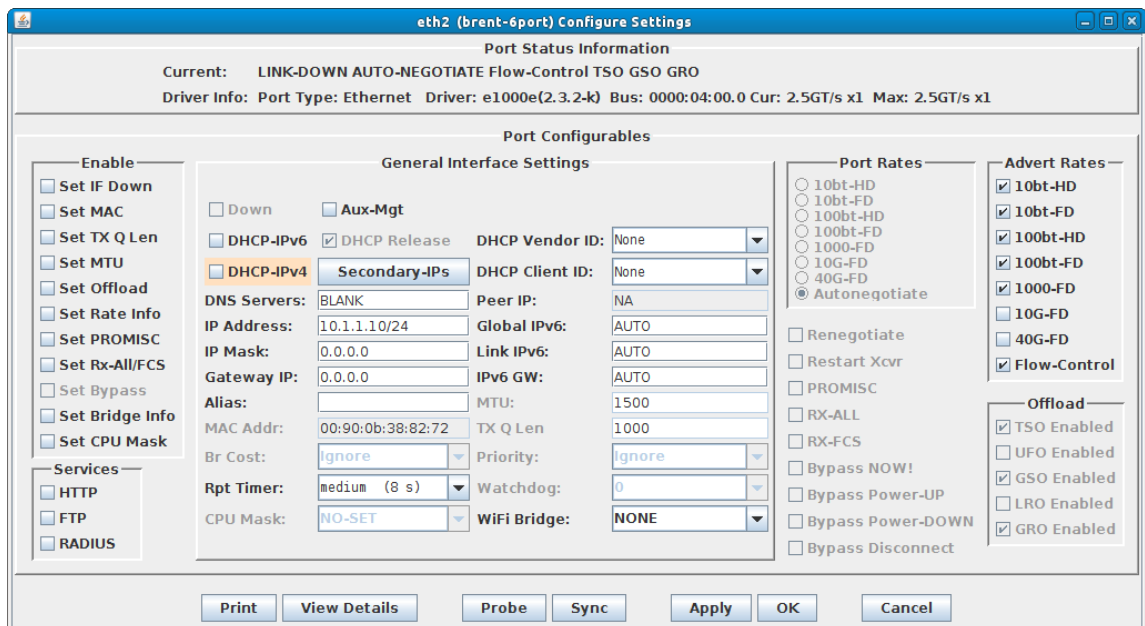 eth2 (brent-6port) Configure Settings
Port Status Information
Current: LINK-DOWN AUTO-NEGOTIATE Flow-Control TSO GSO GRO
Driver Info: Port Type: Ethernet Driver: e1000e(2.3.2-k) Bus: 0000:04:00.0 Cur: 2.5GT/s x1 Max: 2.5GT/s x1
Port Configurables
Enable
Set IF Down
Set MAC
Set TX Q Len
Set MTU
Set Offload
Set Rate Info
Set PROMISC
Set Rx-All/FCS
Set Bypass
Set Bridge Info
Set CPU Mask
Services
HTTP
FTP
RADIUS
General Interface Settings
Down Aux-Mgt
DHCP-IPv6 DHCP Release DHCP Vendor ID: None
DHCP-IPv4 Secondary-IPs DHCP Client ID: None
DNS Servers: BLANK Peer IP: NA
IP Address: 10.1.1.10/24 Global IPv6: AUTO
IP Mask: 0.0.0.0 Link IPv6: AUTO
Gateway IP: 0.0.0.0 IPv6 GW: AUTO
Alias: MTU: 1500
MAC Addr: 00:90:0b:38:82:72 TX Q Len 1000
Br Cost: Ignore Priority: Ignore
Rpt Timer: medium (8 s) Watchdog: 0
CPU Mask: NO-SET WiFi Bridge: NONE
Port Rates
10bt-HD
10bt-FD
100bt-HD
100bt-FD
1000-FD
10G-FD
40G-FD
Autonegotiate
Renegotiate
Restart Xcvr
PROMISC
RX-ALL
RX-FCS
Bypass NOW!
Bypass Power-UP
Bypass Power-DOWN
Bypass Disconnect
Advert Rates
10bt-HD
10bt-FD
100bt-HD
100bt-FD
1000-FD
10G-FD
40G-FD
Flow-Control
Offload
TSO Enabled
UFO Enabled
GSO Enabled
LRO Enabled
GRO Enabled
Print View Details Probe Sync Apply OK Cancel